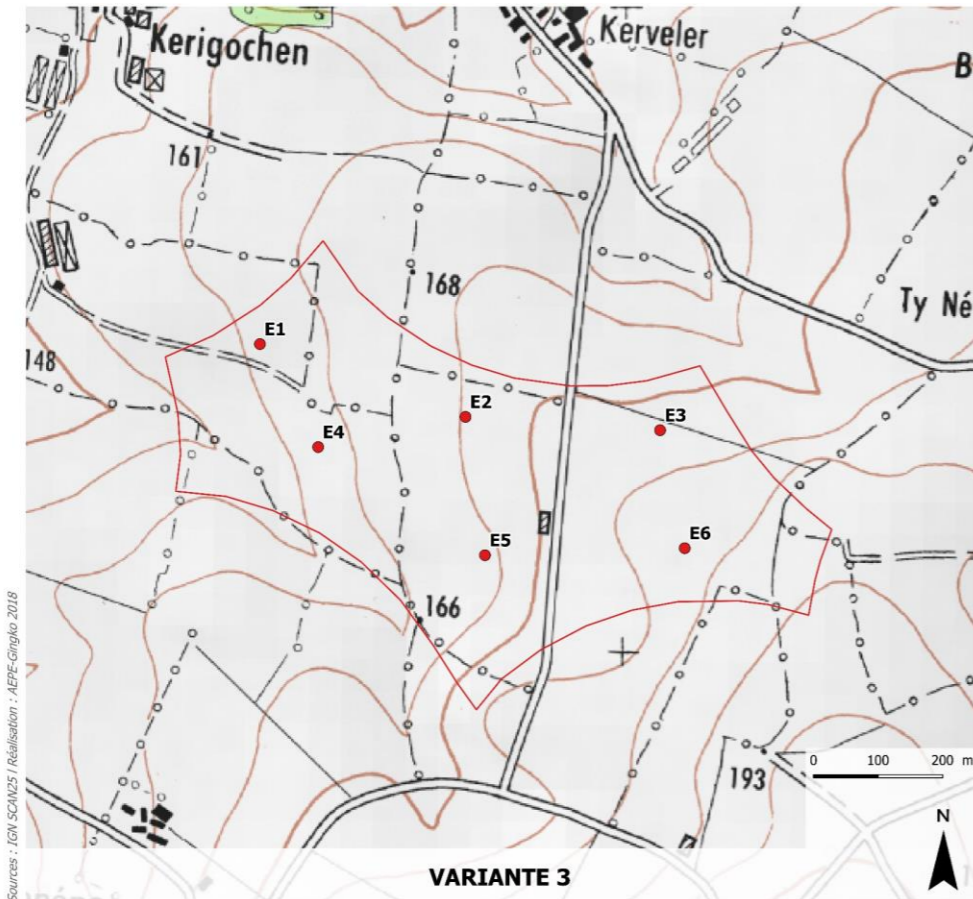 Kerigochen
Kerveler
B
161
168
Ty Né
148
E1
E2
E3
E4
E5
E6
166
193
0 100 200 m
N
VARIANTE 3
Sources : IGN SCAN25 / Réalisation : AEPE-Gingko 2018